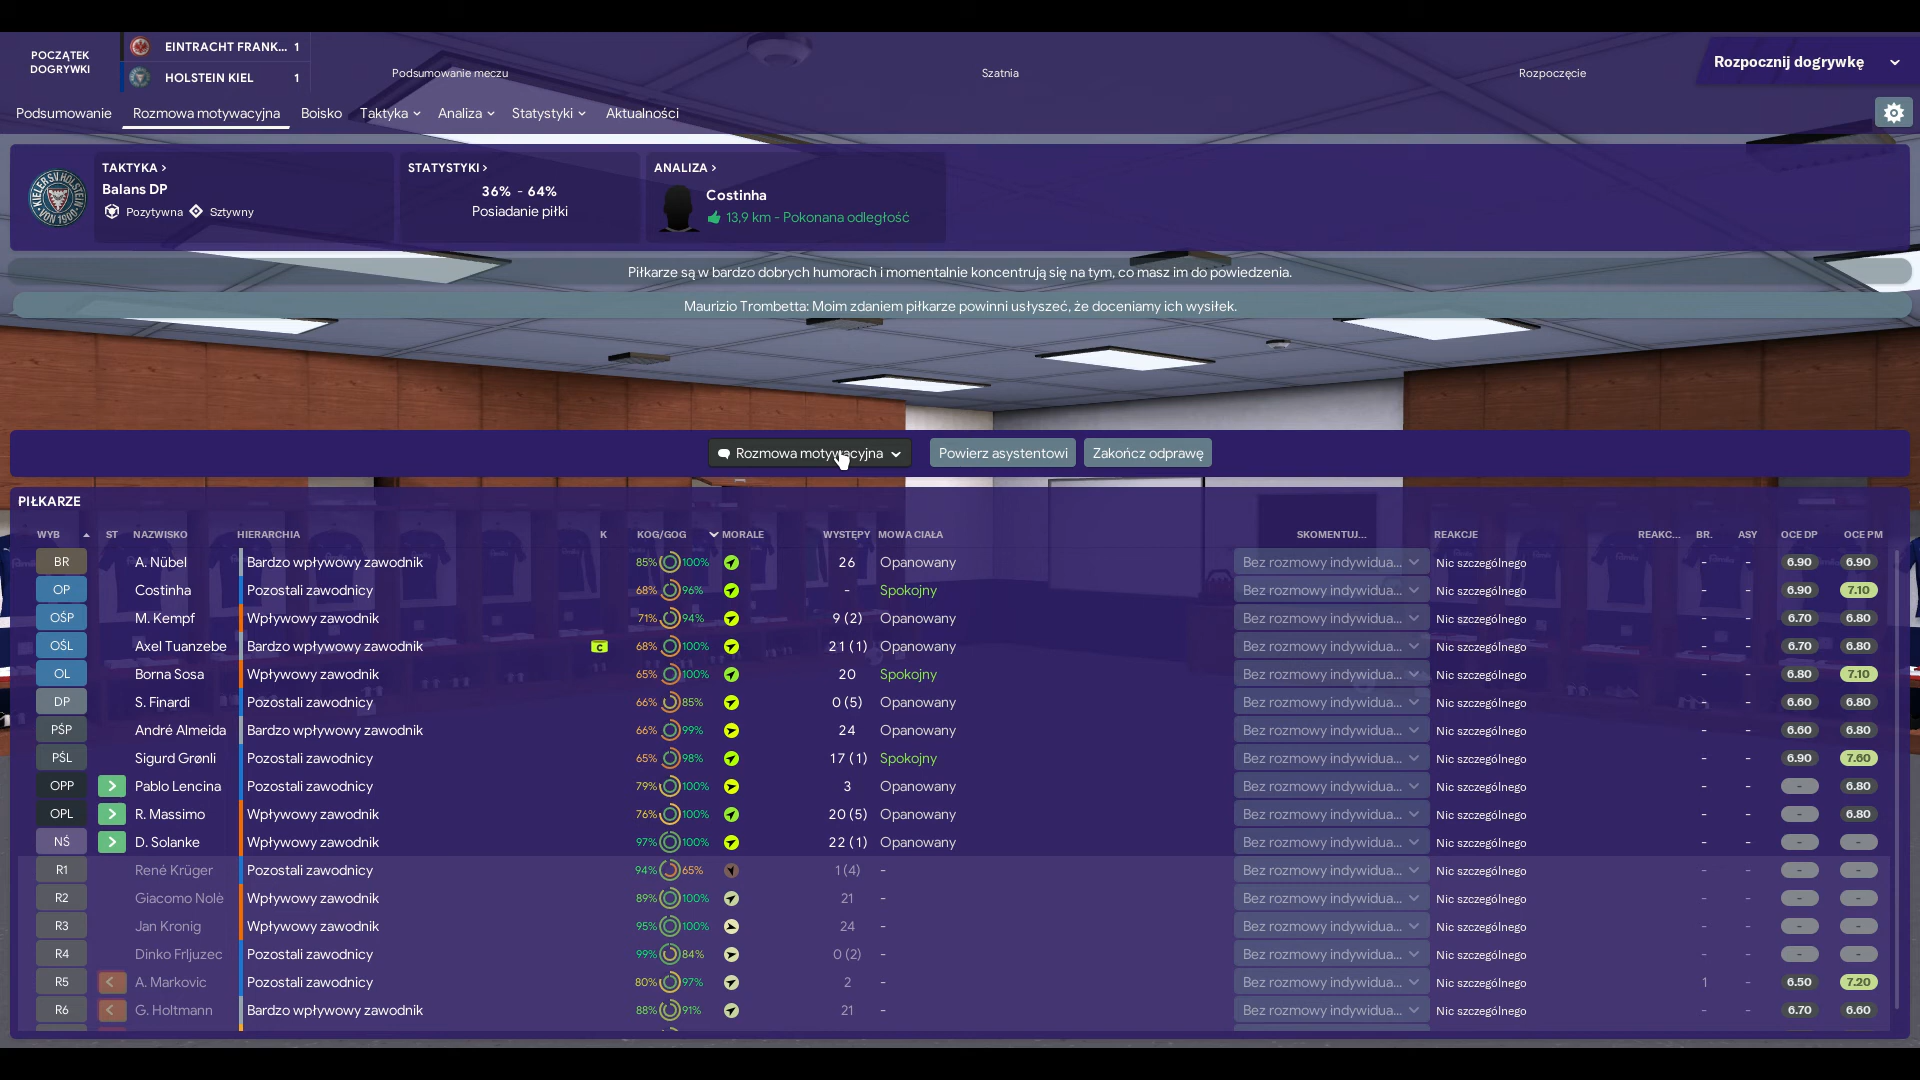 POCZĄTEK DOGRYWKI
EINTRACHT FRANK... 1
HOLSTEIN KIEL 1
Podsumowanie meczu
Szatnia
Rozpoczęcie
Rozpocznij dogrywkę
Podsumowanie Rozmowa motywacyjna Boisko Taktyka Analiza Statystyki Aktualności
TAKTYKA >
Balans DP
Pozytywna Sztywny
STATYSTYKI >
36% - 64%
Posiadanie piłki
ANALIZA >
Costinha
13,9 km - Pokonana odległość
Piłkarze są w bardzo dobrych humorach i momentalnie koncentrują się na tym, co masz im do powiedzenia.
Maurizio Trombetta: Moim zdaniem piłkarze powinni usłyszeć, że doceniamy ich wysiłek.
Rozmowa motywacyjna Powierz asystentowi Zakończ odprawę
PIŁKARZE
WYB ST NAZWISKO HIERARCHIA K KOG/GOG MORALE WYSTĘPY MOWA CIAŁA SKOMENTUJ... REAKCJE REAKC... BR. ASY OCE DP OCE PM
BR A. Nübel Bardzo wpływowy zawodnik 85% 100% 26 Opanowany Bez rozmowy indywidua... Nic szczególnego - - 6.90 6.90
OP Costinha Pozostali zawodnicy 68% 96% - Spokojny Bez rozmowy indywidua... Nic szczególnego - - 6.90 7.10
OŚP M. Kempf Wpływowy zawodnik 71% 94% 9 (2) Opanowany Bez rozmowy indywidua... Nic szczególnego - - 6.70 6.80
OŚL Axel Tuanzebe Bardzo wpływowy zawodnik C 68% 100% 21 (1) Opanowany Bez rozmowy indywidua... Nic szczególnego - - 6.70 6.80
OL Borna Sosa Wpływowy zawodnik 65% 100% 20 Spokojny Bez rozmowy indywidua... Nic szczególnego - - 6.80 7.10
DP S. Finardi Pozostali zawodnicy 66% 85% 0 (5) Opanowany Bez rozmowy indywidua... Nic szczególnego - - 6.60 6.80
PŚP André Almeida Bardzo wpływowy zawodnik 66% 99% 24 Opanowany Bez rozmowy indywidua... Nic szczególnego - - 6.60 6.80
PŚL Sigurd Grønli Pozostali zawodnicy 65% 98% 17 (1) Spokojny Bez rozmowy indywidua... Nic szczególnego - - 6.90 7.60
OPP Pablo Lencina Pozostali zawodnicy 79% 100% 3 Opanowany Bez rozmowy indywidua... Nic szczególnego - - - 6.80
OPL R. Massimo Wpływowy zawodnik 76% 100% 20 (5) Opanowany Bez rozmowy indywidua... Nic szczególnego - - - 6.80
NŚ D. Solanke Wpływowy zawodnik 97% 100% 22 (1) Opanowany Bez rozmowy indywidua... Nic szczególnego - - - -
R1 René Krüger Pozostali zawodnicy 94% 65% 1 (4) - Bez rozmowy indywidua... Nic szczególnego - - - -
R2 Giacomo Nolè Wpływowy zawodnik 89% 100% 21 - Bez rozmowy indywidua... Nic szczególnego - - - -
R3 Jan Kronig Wpływowy zawodnik 95% 100% 24 - Bez rozmowy indywidua... Nic szczególnego - - - -
R4 Dinko Frljuzec Pozostali zawodnicy 99% 84% 0 (2) - Bez rozmowy indywidua... Nic szczególnego - - - -
R5 A. Markovic Pozostali zawodnicy 80% 97% 2 - Bez rozmowy indywidua... Nic szczególnego 1 - 6.50 7.20
R6 G. Holtmann Bardzo wpływowy zawodnik 88% 91% 21 - Bez rozmowy indywidua... Nic szczególnego - - 6.70 6.60